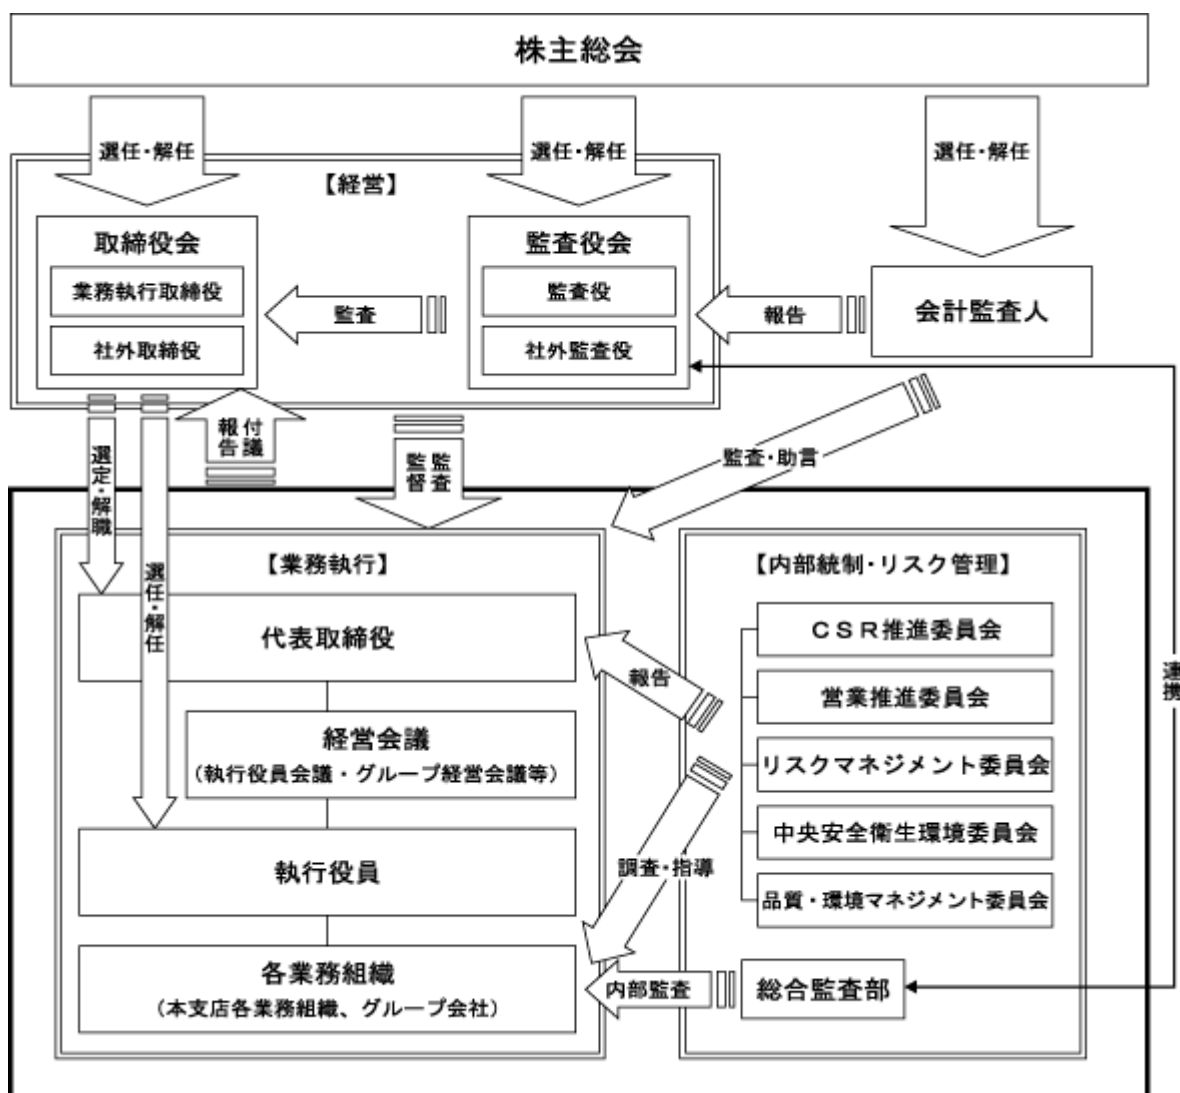 株主総会
選任・解任
選任・解任
選任・解任
【経営】
取締役会
業務執行取締役
社外取締役
監査
監査役会
監査役
社外監査役
報告
会計監査人
選定・解職
選任・解任
付議
報告
監査
監督
監査・助言
連携
【業務執行】
代表取締役
経営会議
（執行役員会議・グループ経営会議等）
執行役員
各業務組織
（本支店各業務組織、グループ会社）
報告
調査・指導
内部監査
【内部統制・リスク管理】
ＣＳＲ推進委員会
営業推進委員会
リスクマネジメント委員会
中央安全衛生環境委員会
品質・環境マネジメント委員会
総合監査部